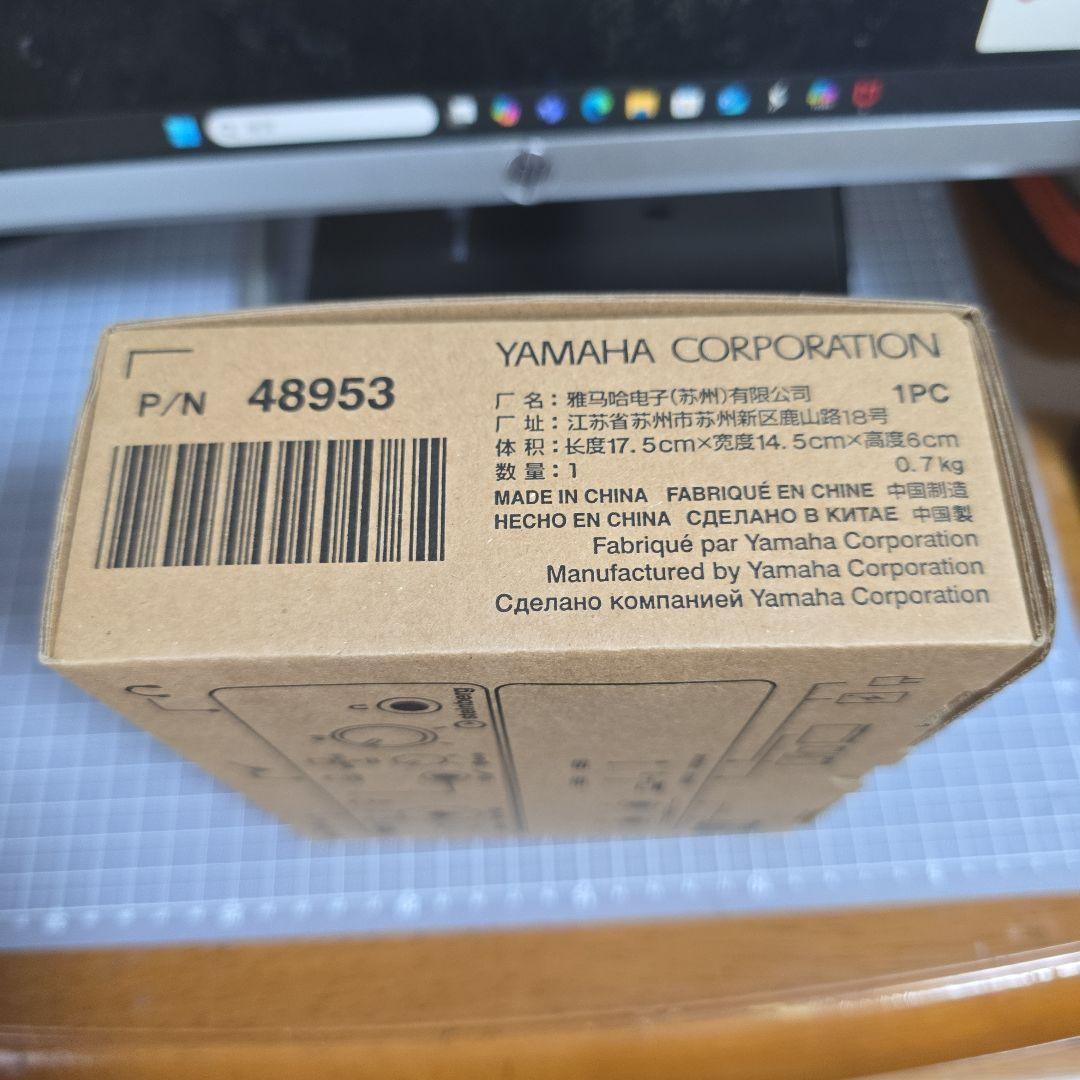 P/N 48953
YAMAHA CORPORATION
厂 名：雅马哈电子(苏州)有限公司 1PC
厂 址：江苏省苏州市苏州新区鹿山路18号
体 积：长度17.5cm×宽度14.5cm×高度6cm
数 量：1 0.7kg
MADE IN CHINA FABRIQUÉ EN CHINE 中国制造
HECHO EN CHINA СДЕЛАНО В КИТАЕ 中国製
Fabriqué par Yamaha Corporation
Manufactured by Yamaha Corporation
Сделано компанией Yamaha Corporation
steinberg